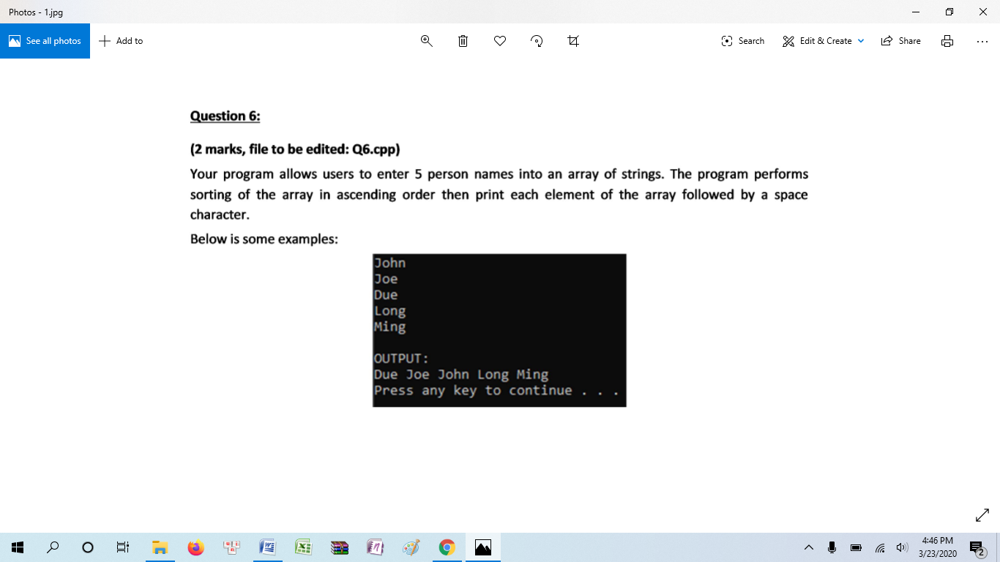 Photos - 1.jpg
See all photos
Add to
Search
Edit & Create
Share
Question 6:
(2 marks, file to be edited: Q6.cpp)
Your program allows users to enter 5 person names into an array of strings. The program performs
sorting of the array in ascending order then print each element of the array followed by a space
character.
Below is some examples:
John
Joe
Due
Long
Ming
OUTPUT:
Due Joe John Long Ming
Press any key to continue . . .
4:46 PM
3/23/2020
2